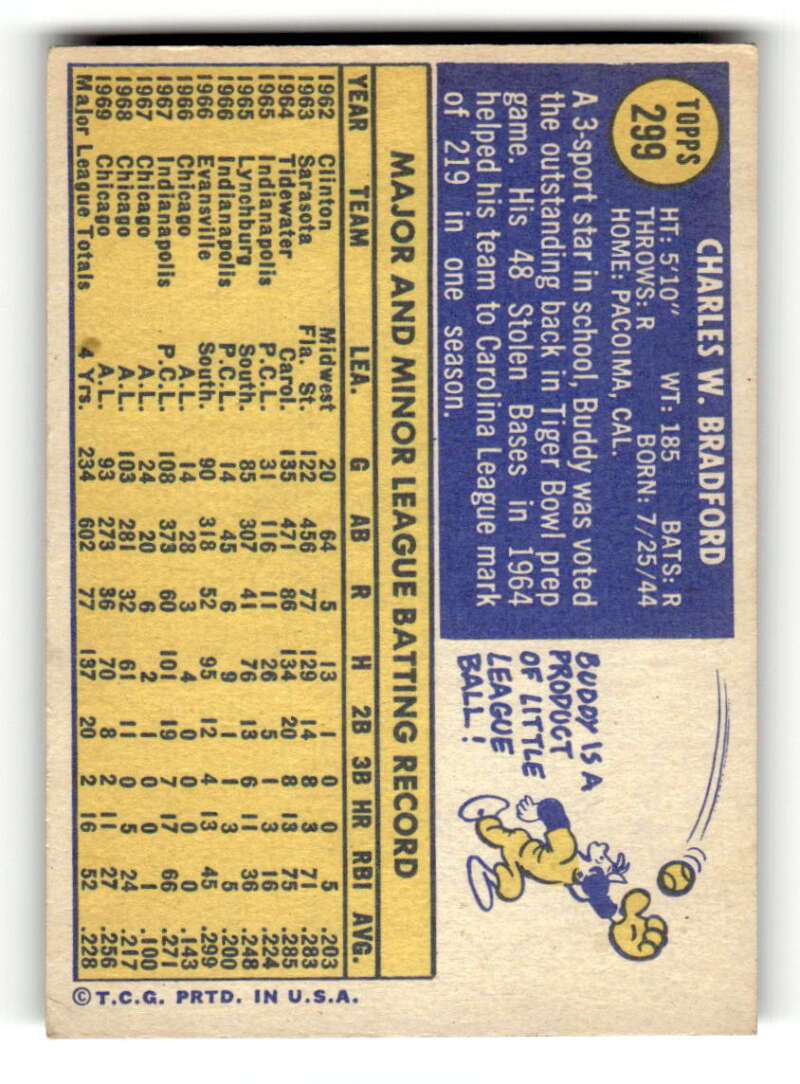 TOPPS
299
CHARLES W. BRADFORD
HT: 5'10" WT: 185 BATS: R
THROWS: R BORN: 7/25/44
HOME: PACOIMA, CAL.
A 3-sport star in school, Buddy was voted
the outstanding back in Tiger Bowl prep
game. His 48 Stolen Bases in 1964
helped his team to Carolina League mark
of 219 in one season.
BUDDY IS A
PRODUCT
OF LITTLE
LEAGUE
BALL!
MAJOR AND MINOR LEAGUE BATTING RECORD
YEAR TEAM LEA. G AB R H 2B 3B HR RBI AVG.
1962 Clinton Midwest 20 64 5 13 1 0 0 5 .203
1963 Sarasota Fla. St. 122 456 77 129 14 8 3 71 .283
1964 Tidewater Carol. 135 471 86 134 20 8 13 75 .285
1965 Indianapolis P.C.L. 31 116 11 26 5 1 3 16 .224
1965 Lynchburg South. 85 307 41 76 13 6 11 36 .248
1966 Indianapolis P.C.L. 14 45 6 9 1 1 3 5 .200
1966 Evansville South. 90 318 52 95 12 4 13 45 .299
1966 Chicago A.L. 14 28 3 4 0 0 0 0 .143
1967 Indianapolis P.C.L. 108 373 60 101 19 7 17 66 .271
1967 Chicago A.L. 24 20 6 2 1 0 0 1 .100
1968 Chicago A.L. 103 281 32 61 11 0 5 24 .217
1969 Chicago A.L. 93 273 36 70 8 2 11 27 .256
Major League Totals 4 Yrs. 234 602 77 137 20 2 16 52 .228
© T.C.G. PRTD. IN U.S.A.